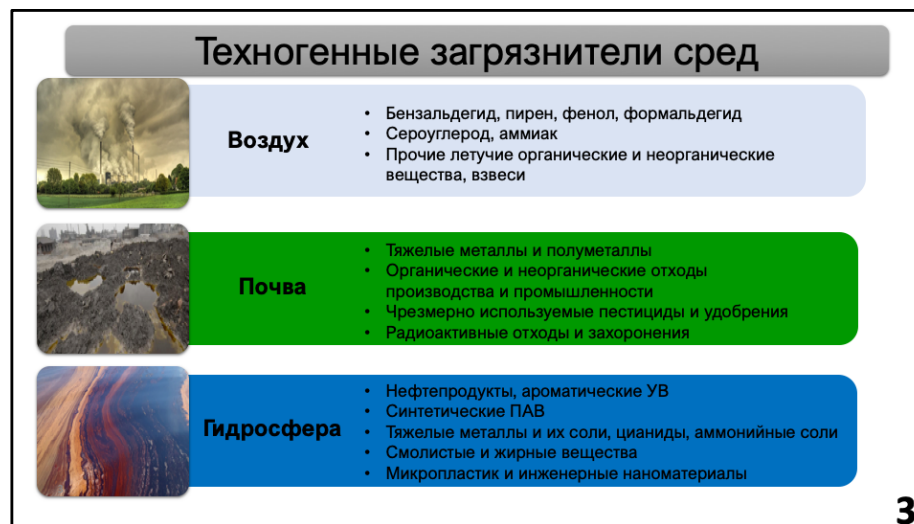 Техногенные загрязнители сред
Воздух
• Бензальдегид, пирен, фенол, формальдегид
• Сероуглерод, аммиак
• Прочие летучие органические и неорганические
вещества, взвеси
Почва
• Тяжелые металлы и полуметаллы
• Органические и неорганические отходы
производства и промышленности
• Чрезмерно используемые пестициды и удобрения
• Радиоактивные отходы и захоронения
Гидросфера
• Нефтепродукты, ароматические УВ
• Синтетические ПАВ
• Тяжелые металлы и их соли, цианиды, аммонийные соли
• Смолистые и жирные вещества
• Микропластик и инженерные наноматериалы
3